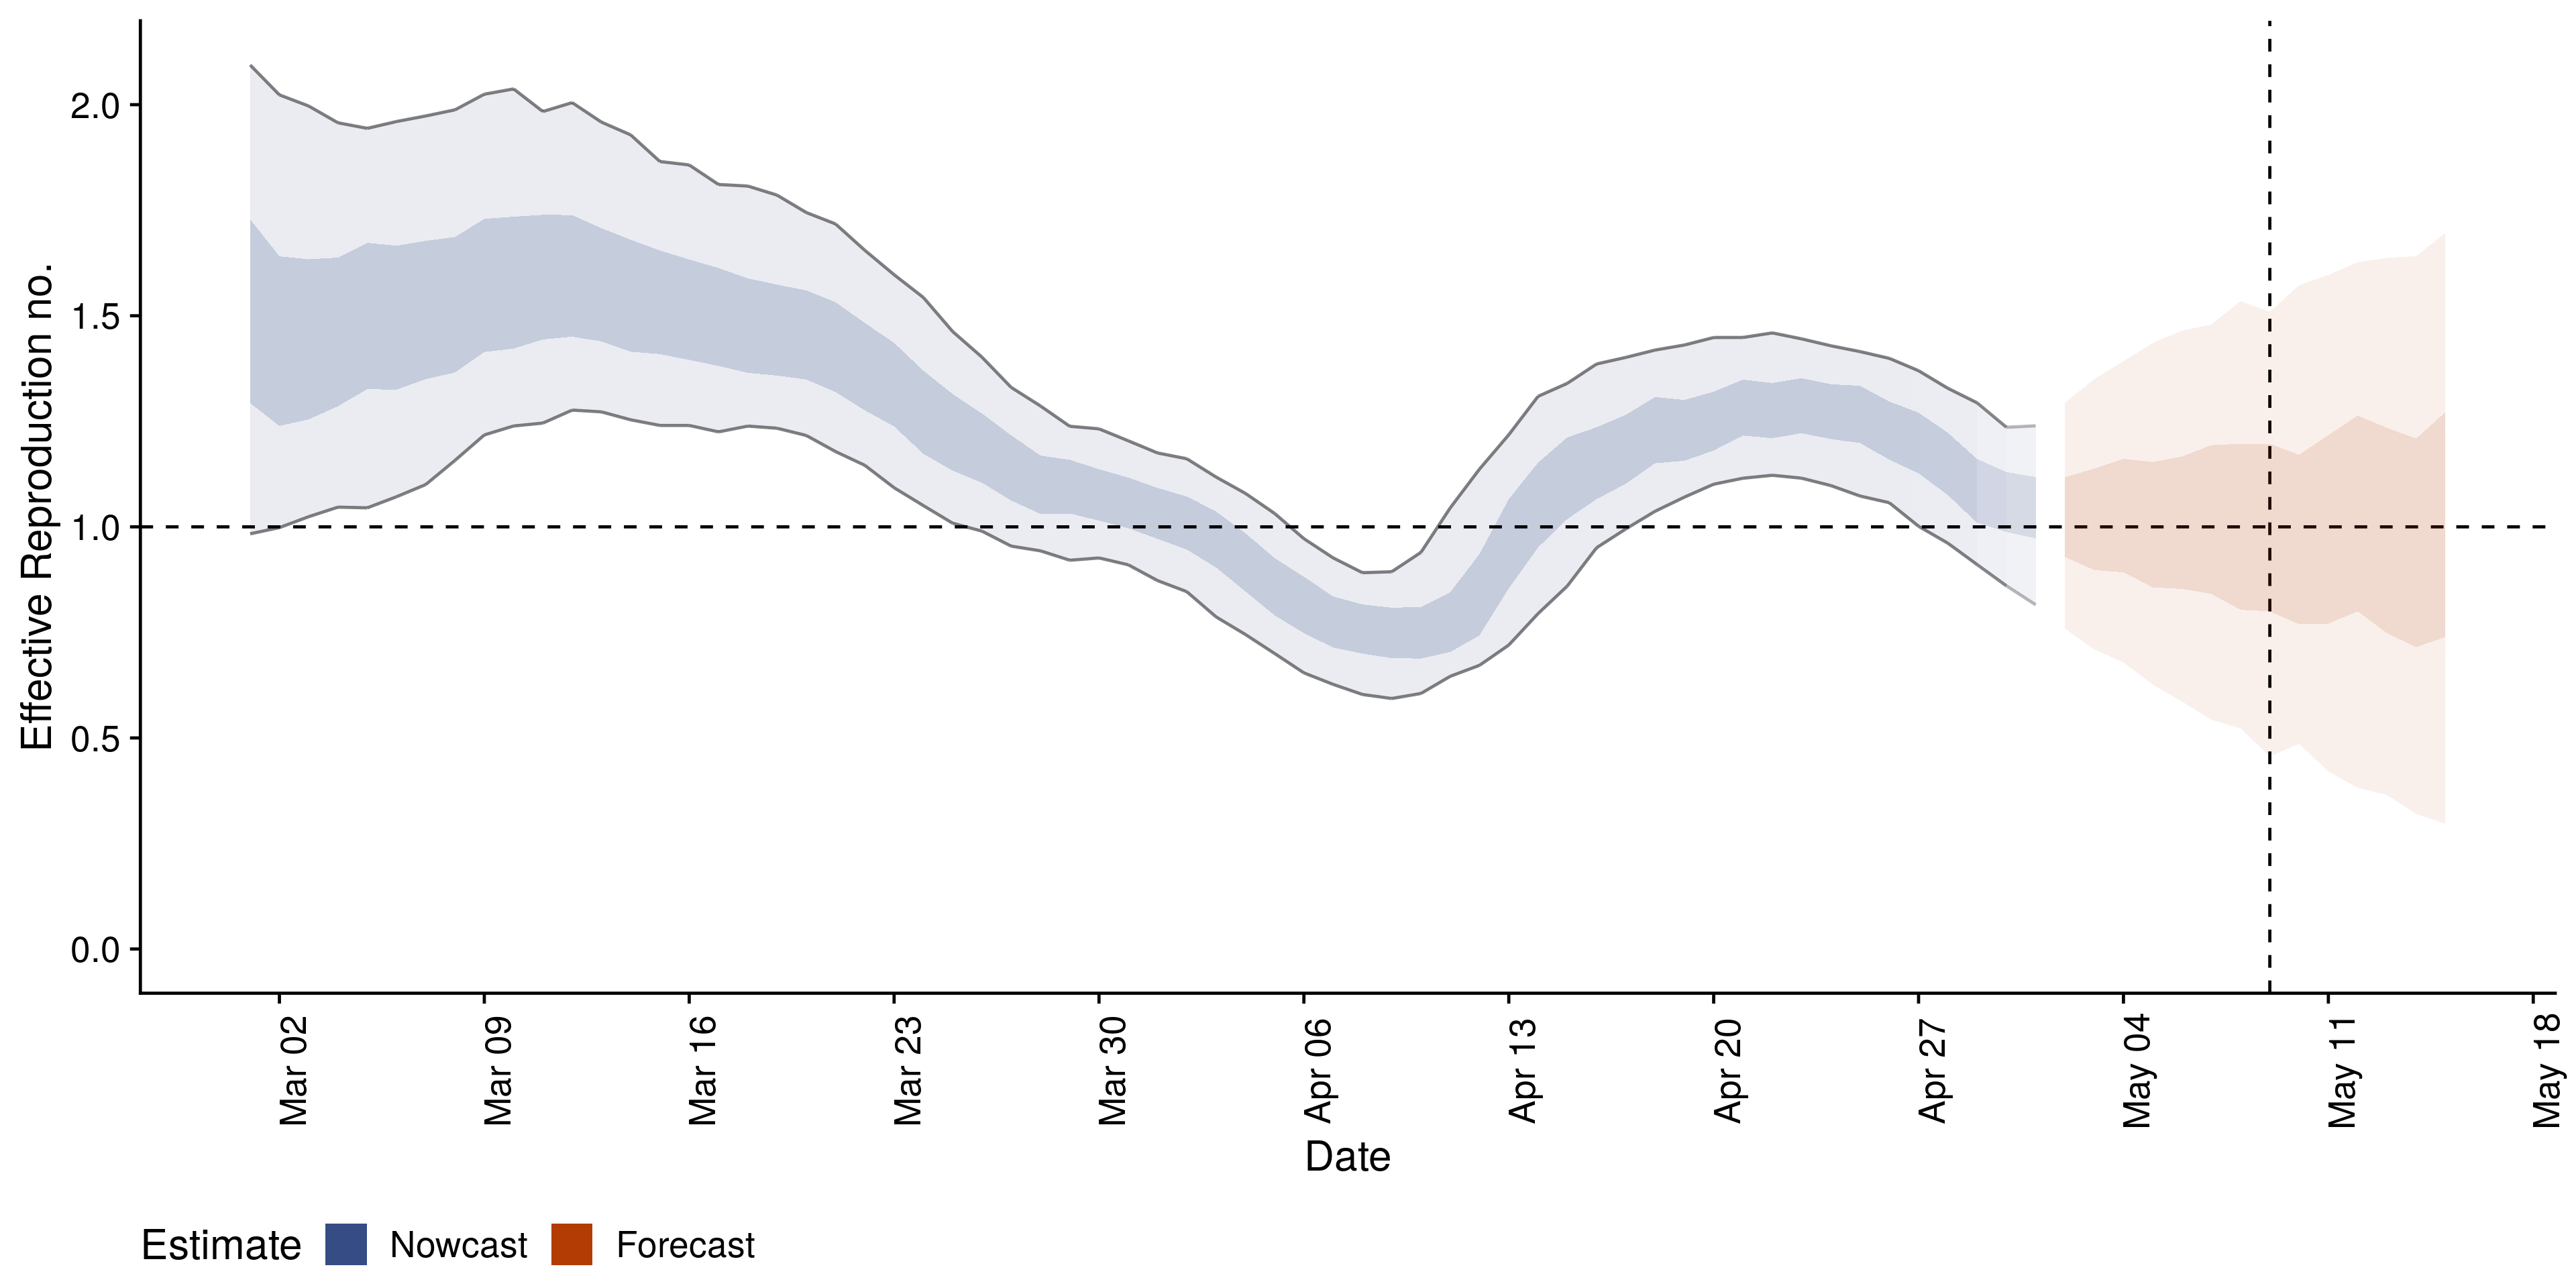 Effective Reproduction no.
2.0
1.5
1.0
0.5
0.0
Mar 02
Mar 09
Mar 16
Mar 23
Mar 30
Apr 06
Apr 13
Apr 20
Apr 27
May 04
May 11
May 18
Date
Estimate Nowcast Forecast